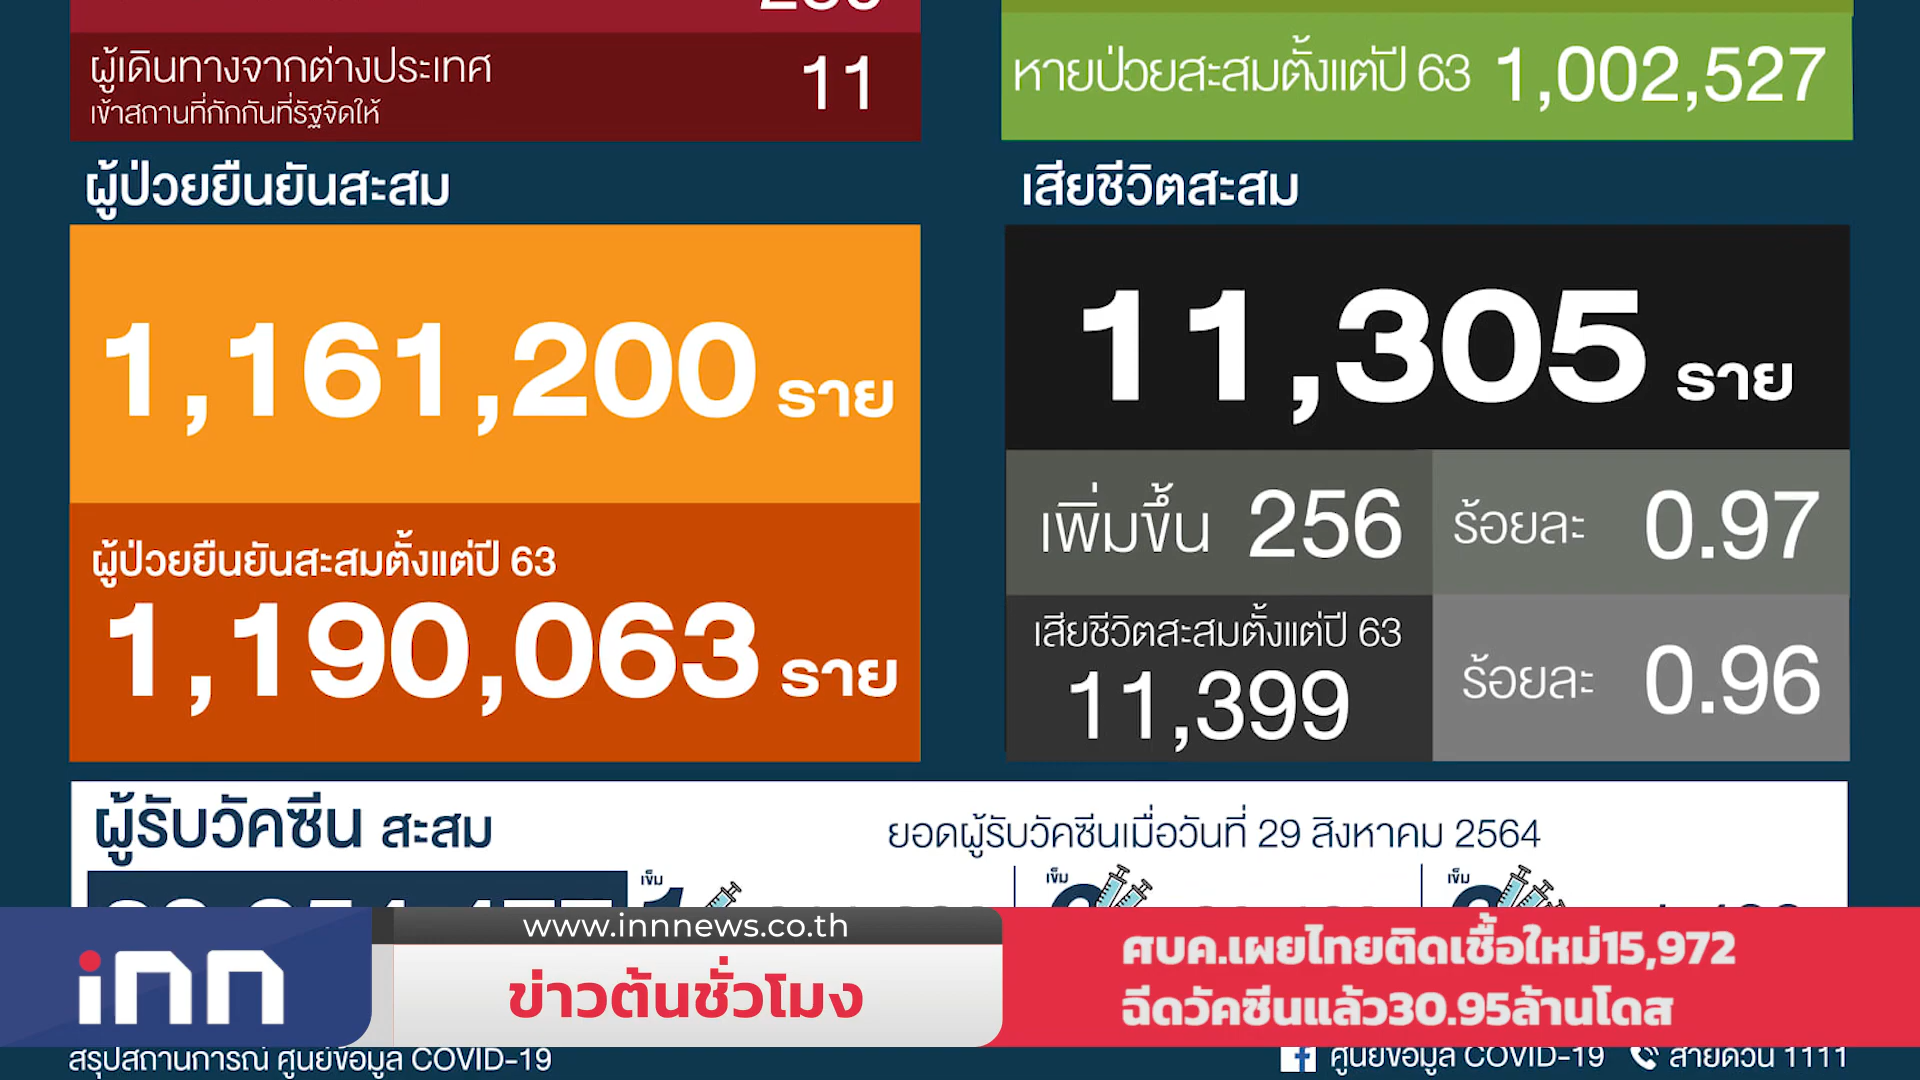 ผู้เดินทางจากต่างประเทศ 11
เข้าสถานที่กักกันที่รัฐจัดให้
หายป่วยสะสมตั้งแต่ปี 63 1,002,527
ผู้ป่วยยืนยันสะสม
1,161,200 ราย
ผู้ป่วยยืนยันสะสมตั้งแต่ปี 63
1,190,063 ราย
เสียชีวิตสะสม
11,305 ราย
เพิ่มขึ้น 256 ร้อยละ 0.97
เสียชีวิตสะสมตั้งแต่ปี 63
11,399 ร้อยละ 0.96
ผู้รับวัคซีน สะสม
ยอดผู้รับวัคซีนเมื่อวันที่ 29 สิงหาคม 2564
เข็ม
เข็ม
เข็ม
inn
www.innnews.co.th
ข่าวต้นชั่วโมง
ศบค.เผยไทยติดเชื้อใหม่15,972
ฉีดวัคซีนแล้ว30.95ล้านโดส
สรุปสถานการณ์ ศูนย์ข้อมูล COVID-19
ศูนย์ข้อมูล COVID-19 สายด่วน 1111